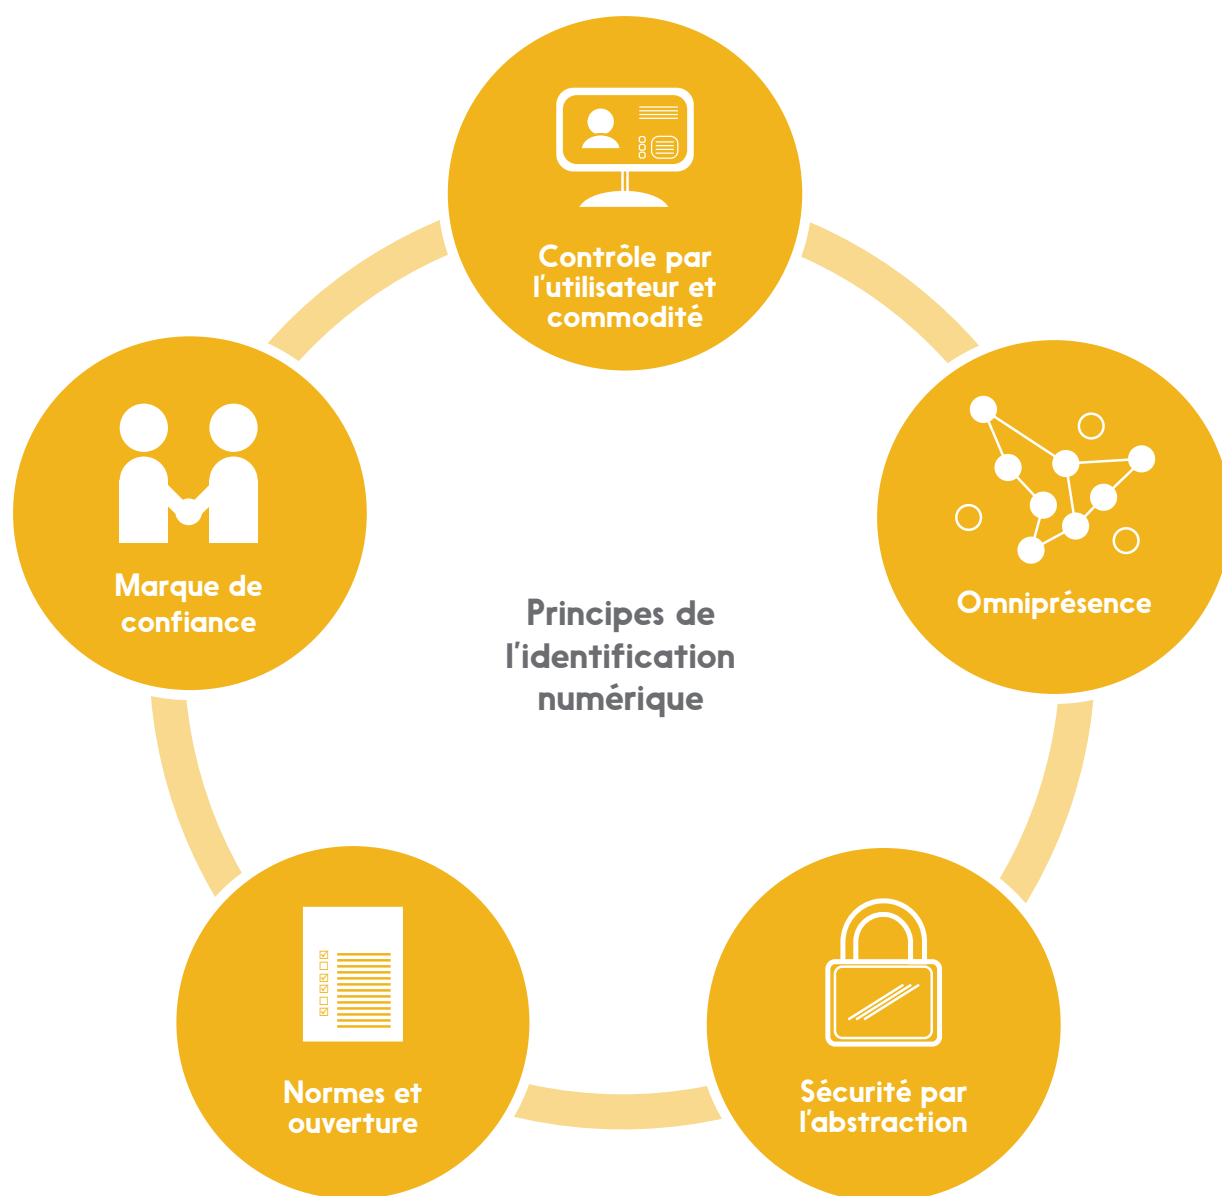 Contrôle par
l'utilisateur et
commodité
Omniprésence
Marque de
confiance
Principes de
l'identification
numérique
Normes et
ouverture
Sécurité par
l'abstraction